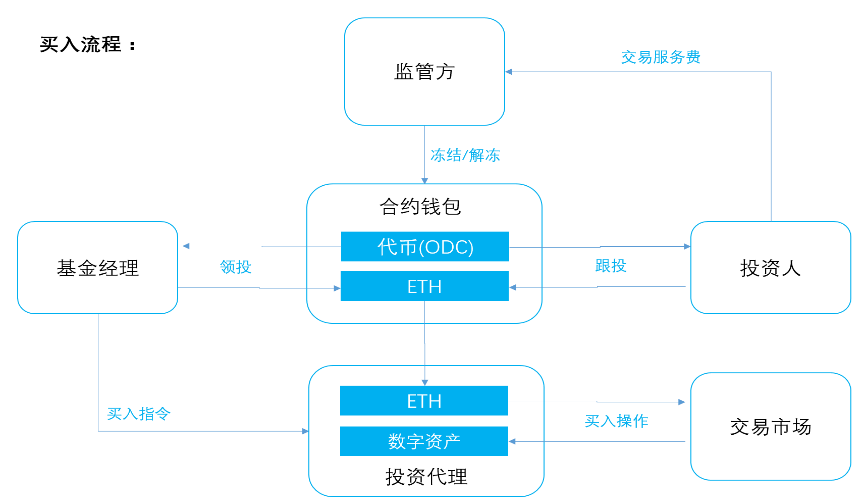 买入流程：
监管方
交易服务费
冻结/解冻
合约钱包
代币(ODC)
ETH
基金经理
领投
跟投
投资人
买入指令
ETH
数字资产
投资代理
买入操作
交易市场